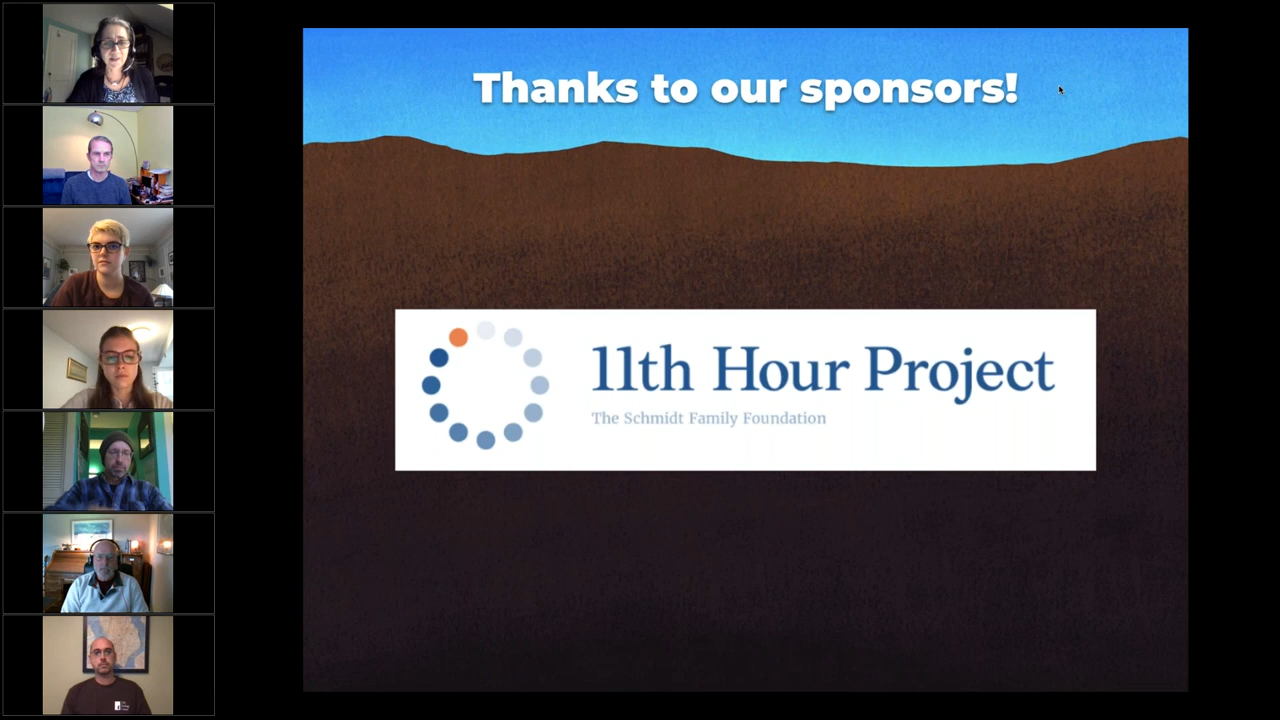 Thanks to our sponsors!
11th Hour Project
The Schmidt Family Foundation